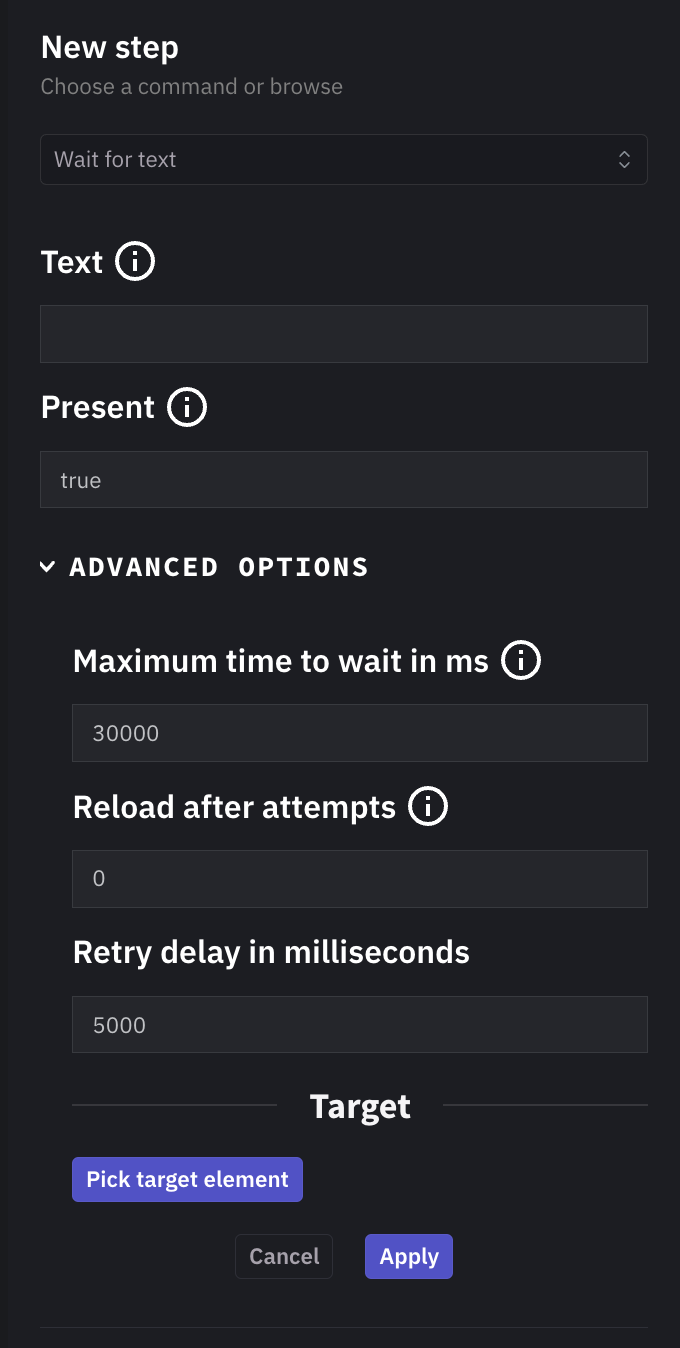 New step
Choose a command or browse
Wait for text
Text
Present
true
ADVANCED OPTIONS
Maximum time to wait in ms
30000
Reload after attempts
0
Retry delay in milliseconds
5000
Target
Pick target element
Cancel Apply